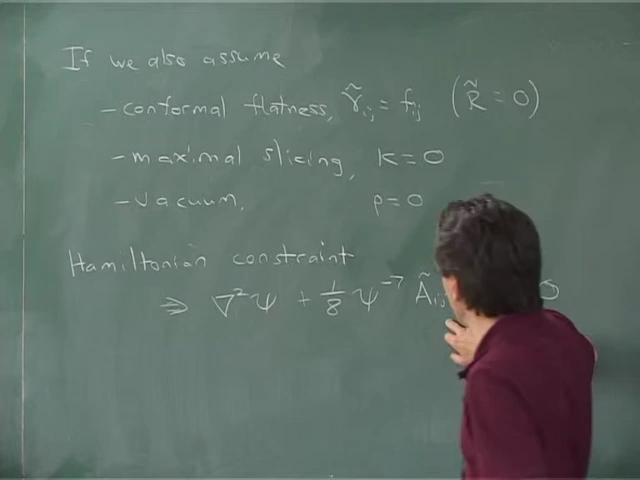 If we also assume
- conformal flatness, γ̃ᵢⱼ = fᵢⱼ (R̃ = 0)
- maximal slicing, K = 0
- vacuum, ρ = 0
Hamiltonian constraint
⇒ ∇²ψ + 1/8 ψ⁻⁷ Ãᵢⱼ 0